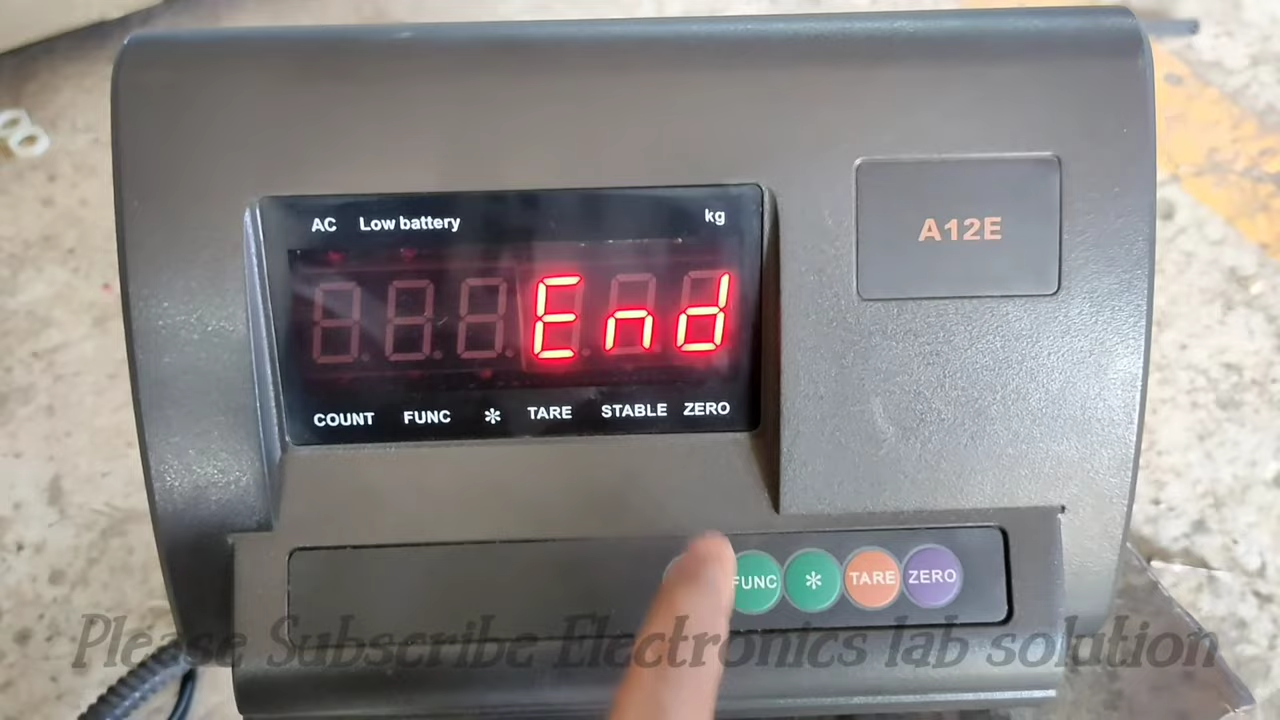 AC Low battery kg
A12E
End
COUNT FUNC * TARE STABLE ZERO
FUNC * TARE ZERO
Please Subscribe Electronics lab solution